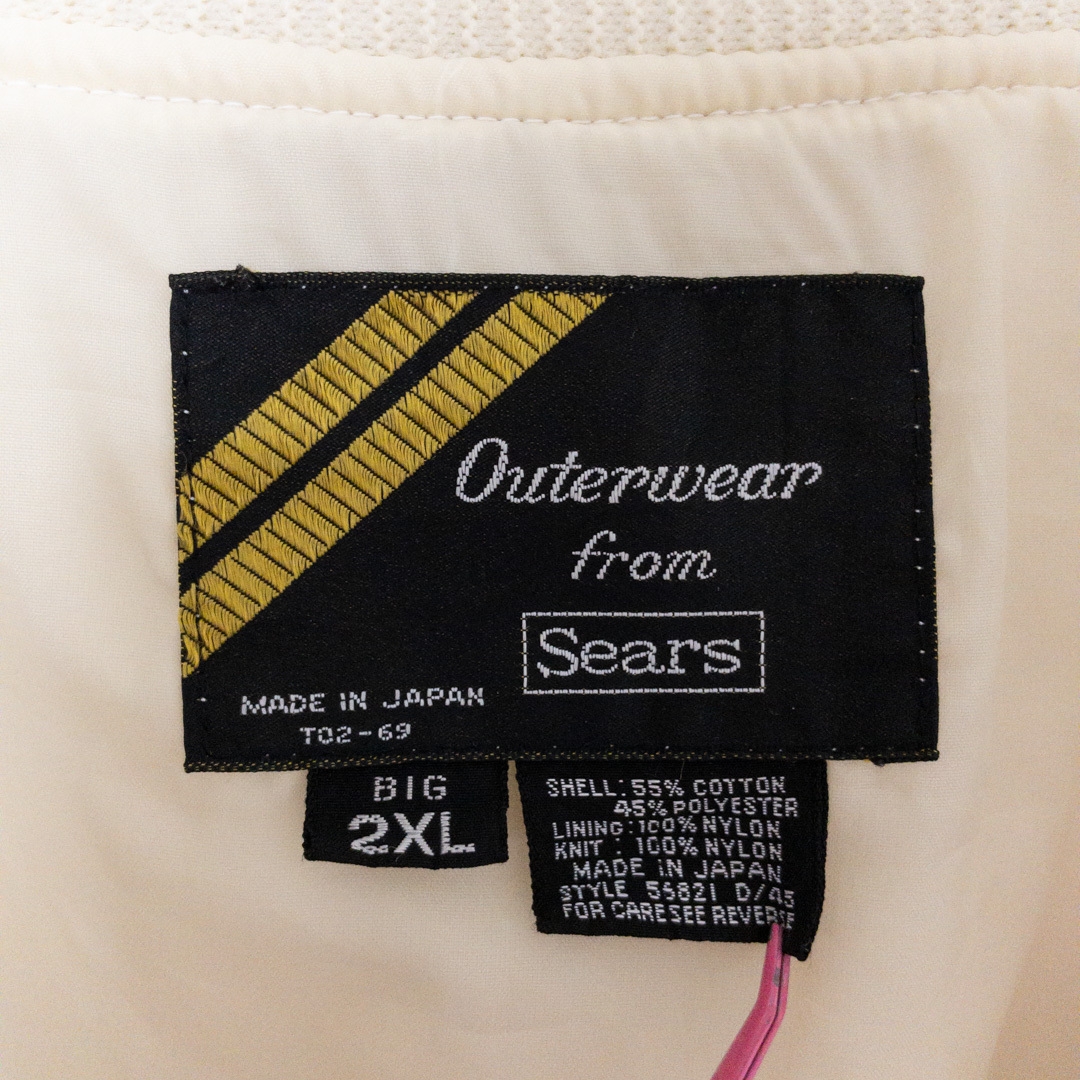 Outerwear
from
Sears
MADE IN JAPAN
T02-69
BIG
2XL
SHELL: 55% COTTON
45% POLYESTER
LINING: 100% NYLON
KNIT: 100% NYLON
MADE IN JAPAN
STYLE 56821 D/45
FOR CARE SEE REVERSE